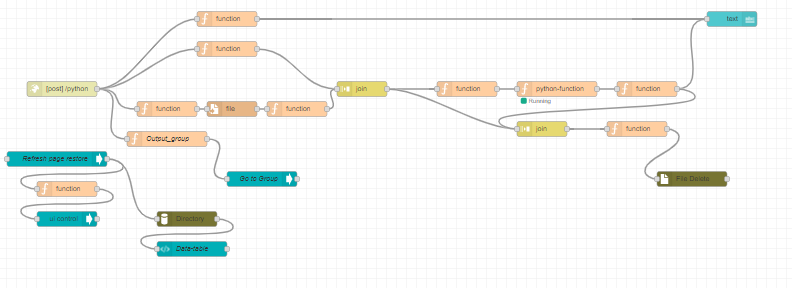 function
text
function
[post] /python
join
function
python-function
function
Running
function
file
function
join
function
Output_group
Refresh page restore
Go to Group
File Delete
function
ui control
Directory
Data-table